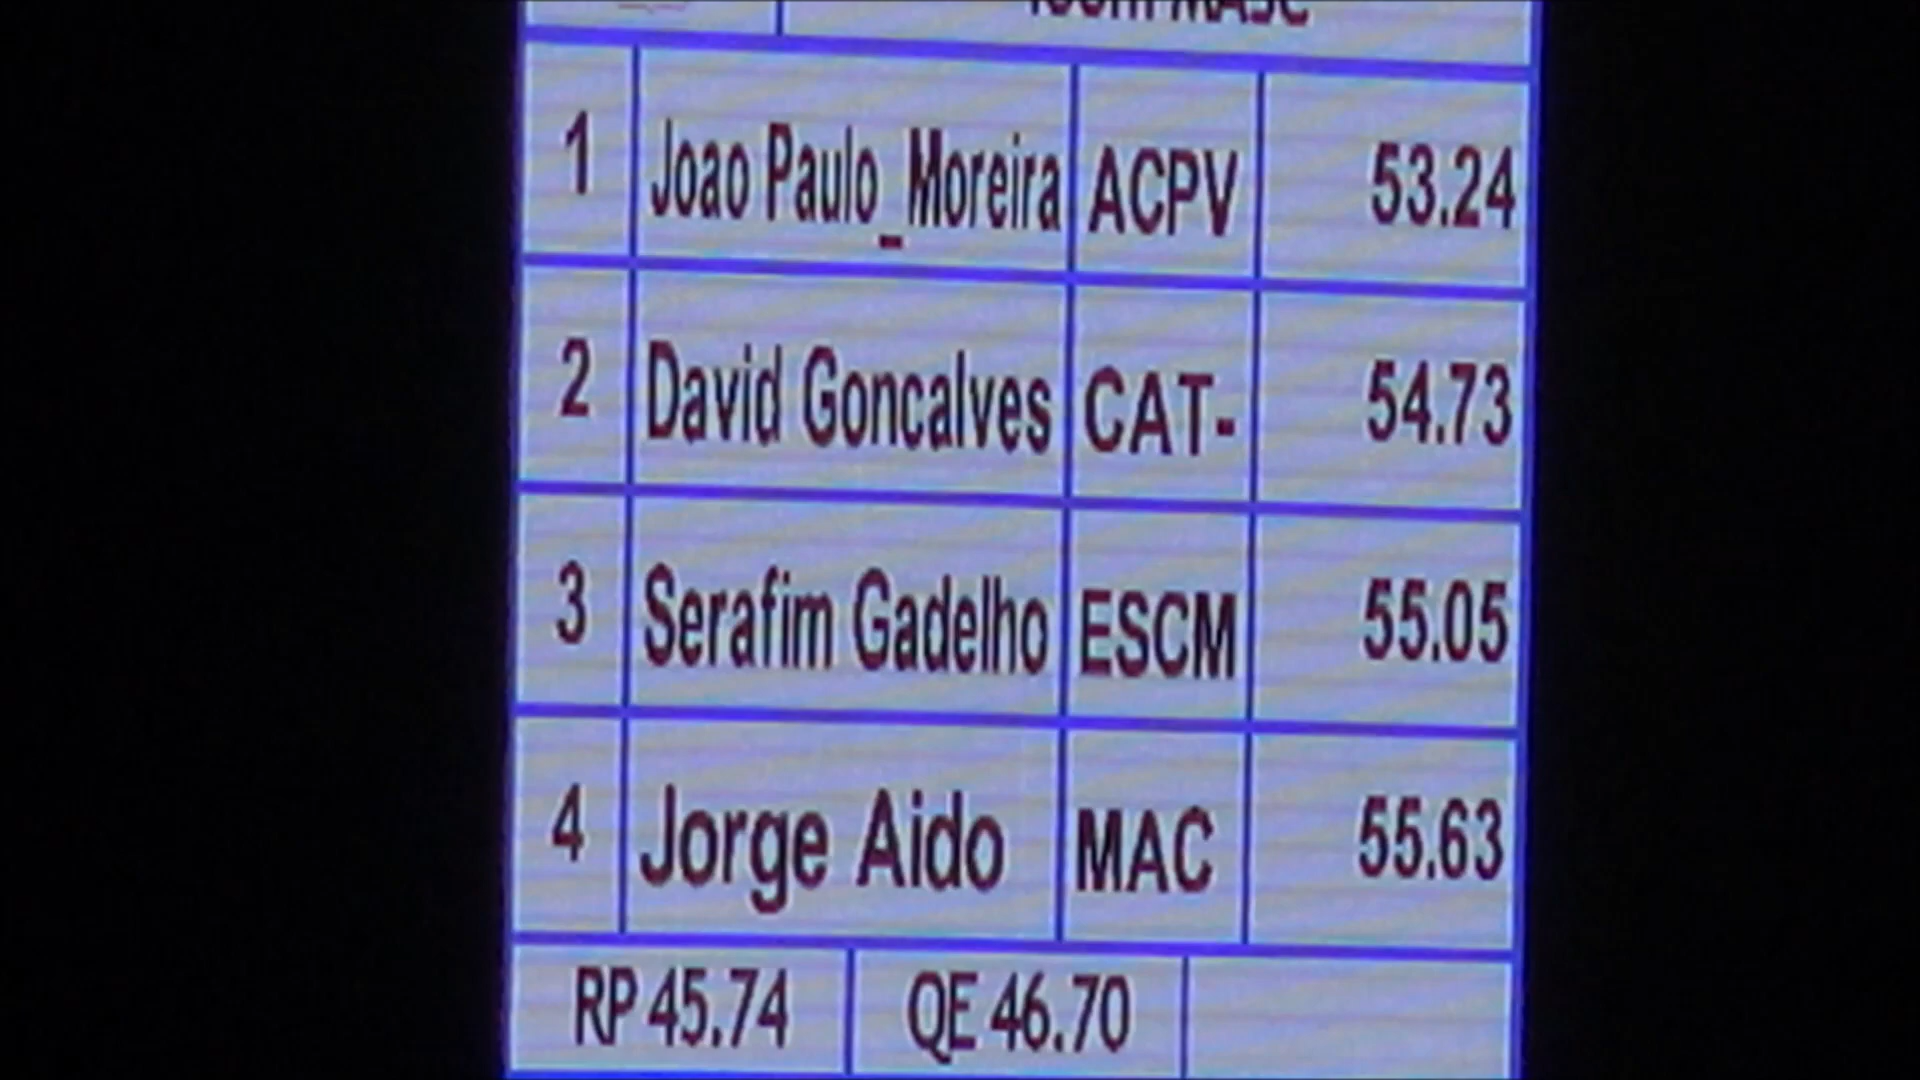 1 Joao Paulo_Moreira ACPV 53.24
2 David Goncalves CAT- 54.73
3 Serafim Gadelho ESCM 55.05
4 Jorge Aido MAC 55.63
RP 45.74 QE 46.70